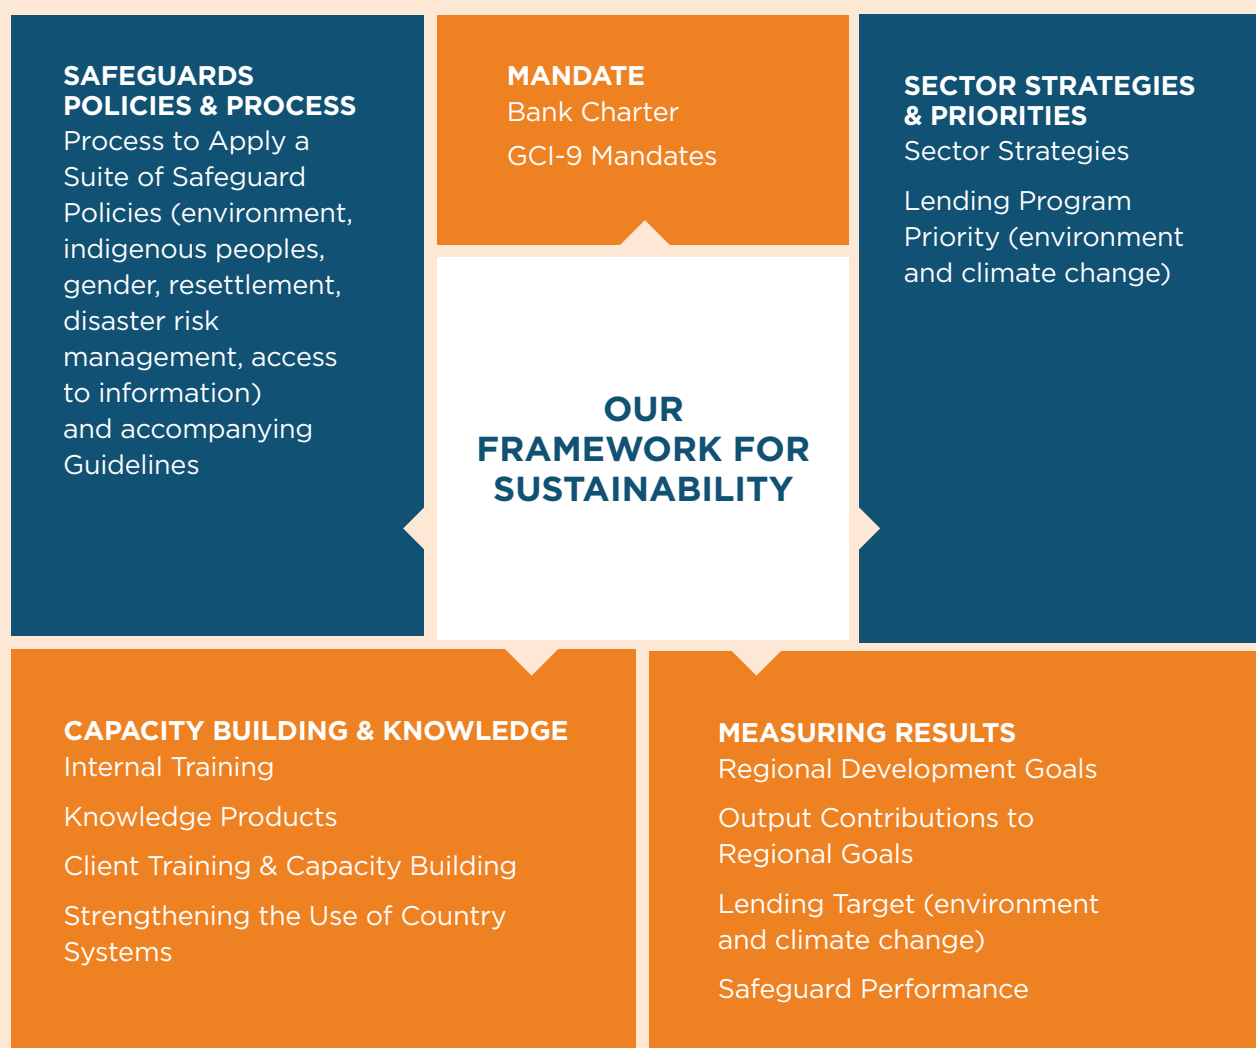 SAFEGUARDS
POLICIES & PROCESS
Process to Apply a
Suite of Safeguard
Policies (environment,
indigenous peoples,
gender, resettlement,
disaster risk
management, access
to information)
and accompanying
Guidelines
MANDATE
Bank Charter
GCI-9 Mandates
SECTOR STRATEGIES
& PRIORITIES
Sector Strategies
Lending Program
Priority (environment
and climate change)
OUR
FRAMEWORK FOR
SUSTAINABILITY
CAPACITY BUILDING & KNOWLEDGE
Internal Training
Knowledge Products
Client Training & Capacity Building
Strengthening the Use of Country
Systems
MEASURING RESULTS
Regional Development Goals
Output Contributions to
Regional Goals
Lending Target (environment
and climate change)
Safeguard Performance